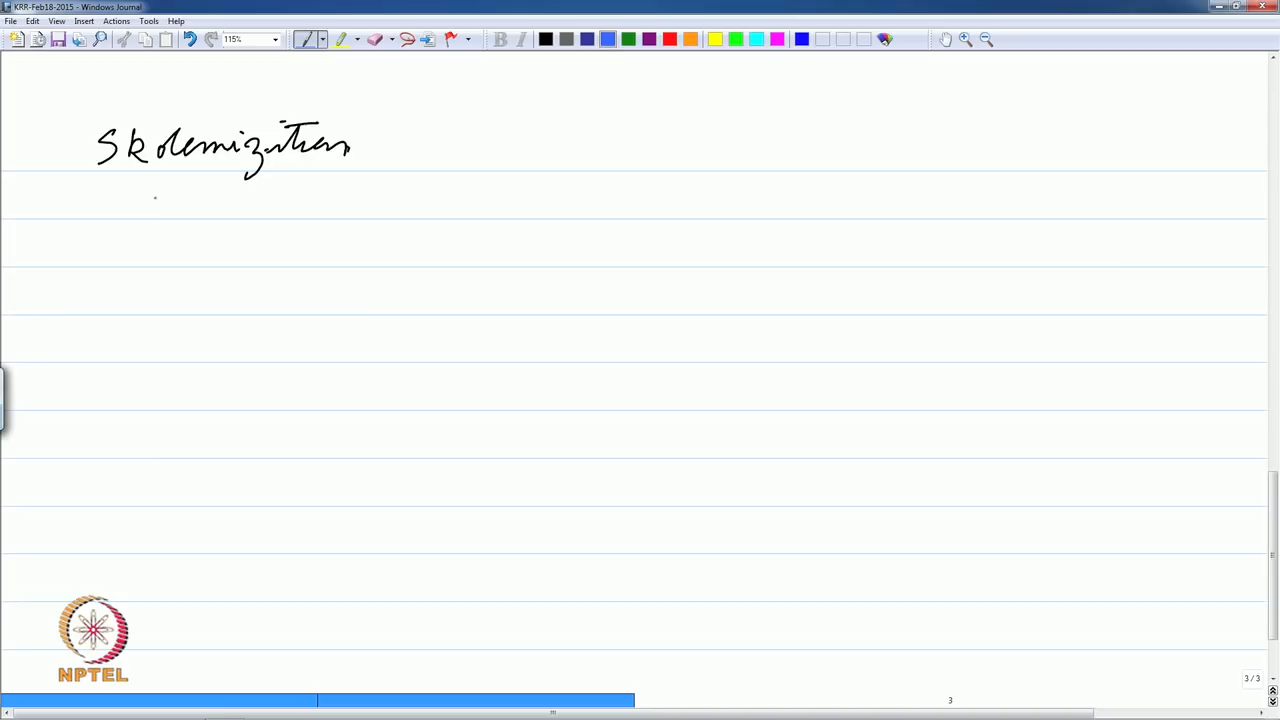 KRR-Feb18-2015 - Windows Journal
File Edit View Insert Actions Tools Help
115%
Skolemization
NPTEL
3 / 3
3